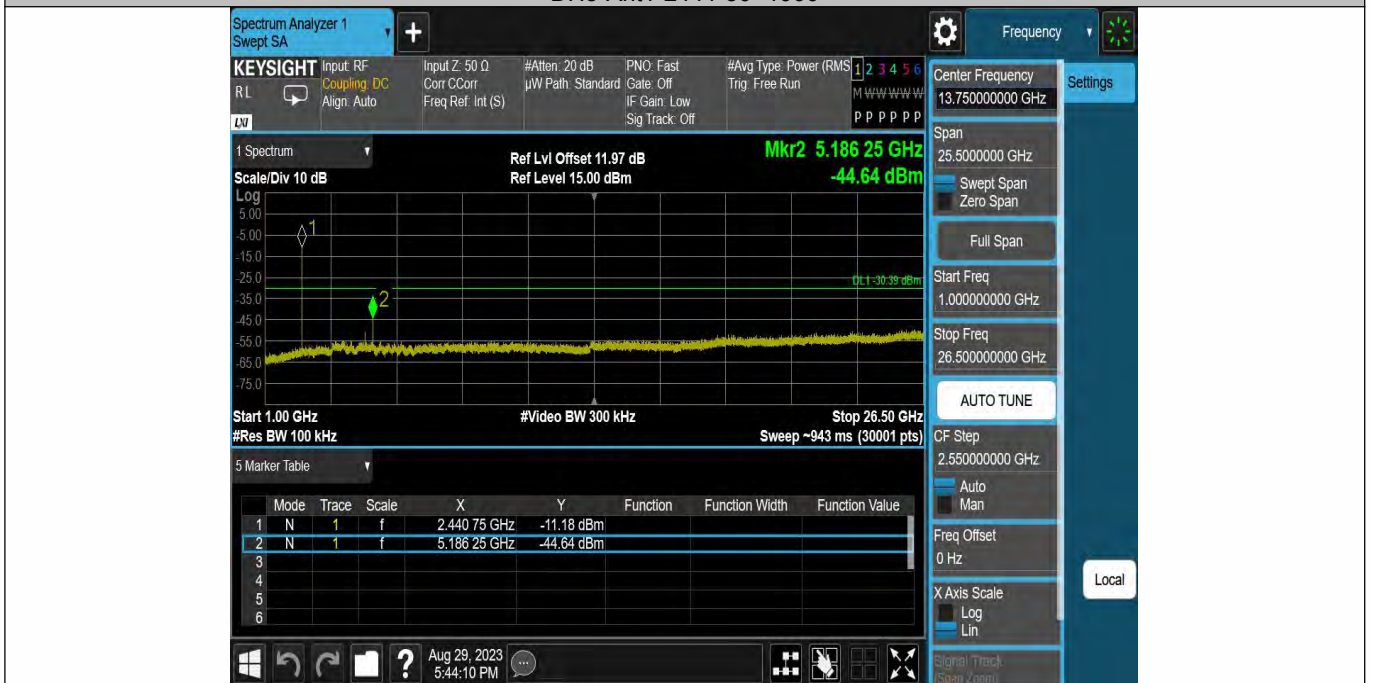 Spectrum Analyzer 1
Swept SA
+
Frequency
KEYSIGHT
RL
LXI
Input: RF
Coupling: DC
Align: Auto
Input Z: 50 Ω
Corr CCorr
Freq Ref: Int (S)
#Atten: 20 dB
µW Path: Standard
PNO: Fast
Gate: Off
IF Gain: Low
Sig Track: Off
#Avg Type: Power (RMS
Trig: Free Run
1 2 3 4 5 6
M W W W W W
P P P P P P
Center Frequency
13.750000000 GHz
Settings
1 Spectrum
Ref Lvl Offset 11.97 dB
Mkr2 5.186 25 GHz
Scale/Div 10 dB
Ref Level 15.00 dBm
-44.64 dBm
Log
5.00
-5.00
-15.0
-25.0
-35.0
-45.0
-55.0
-65.0
-75.0
1
2
DL1 -30.39 dBm
Start 1.00 GHz
#Video BW 300 kHz
Stop 26.50 GHz
#Res BW 100 kHz
Sweep ~943 ms (30001 pts)
Span
25.5000000 GHz
Swept Span
Zero Span
Full Span
Start Freq
1.000000000 GHz
Stop Freq
26.500000000 GHz
AUTO TUNE
CF Step
2.550000000 GHz
Auto
Man
Freq Offset
0 Hz
X Axis Scale
Log
Lin
Signal Track
(Span Zoom)
Local
5 Marker Table
Mode Trace Scale X Y Function Function Width Function Value
1 N 1 f 2.440 75 GHz -11.18 dBm
2 N 1 f 5.186 25 GHz -44.64 dBm
3
4
5
6
?
Aug 29, 2023
5:44:10 PM